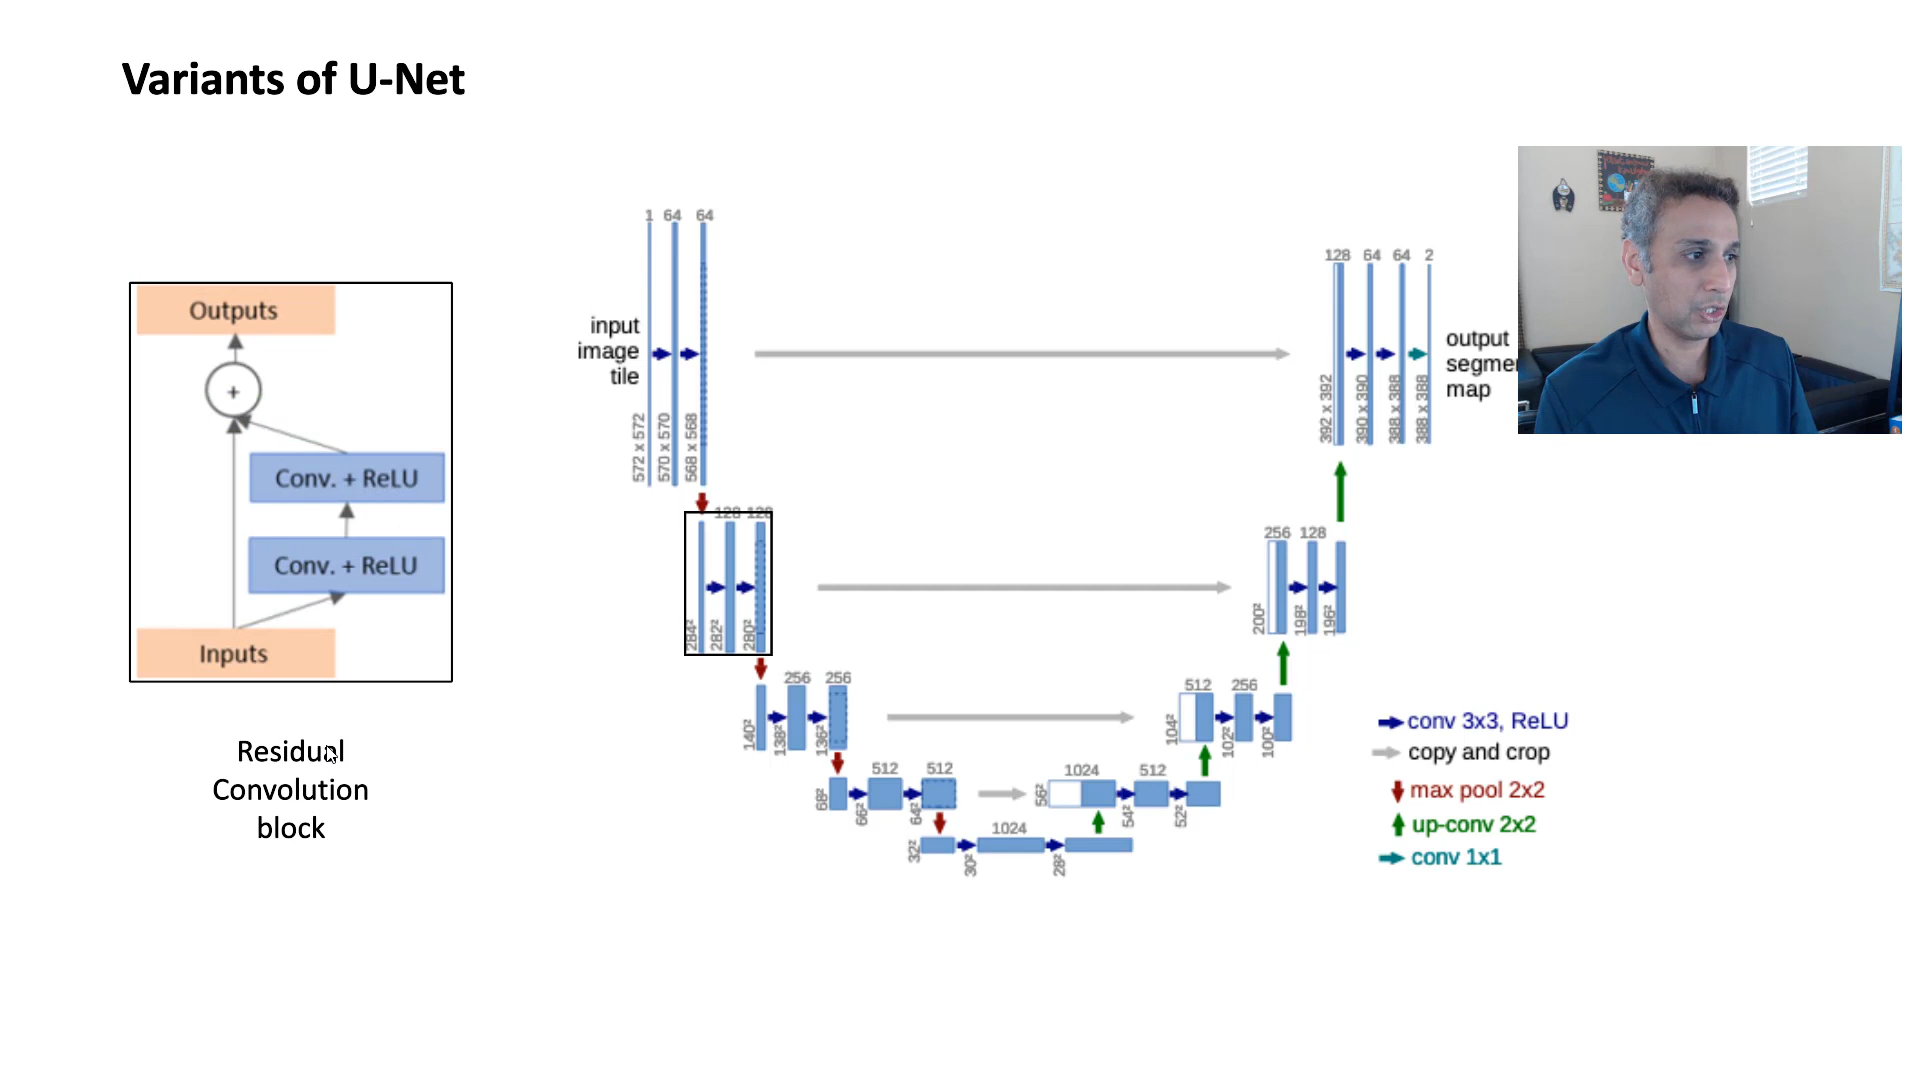 Variants of U-Net
Outputs
+
Conv. + ReLU
Conv. + ReLU
Inputs
Residual
Convolution
block
1 64 64
input
image
tile
572 x 572
570 x 570
568 x 568
128 128
284²
282²
280²
256 256
140²
138²
136²
512 512
68²
66²
64²
1024
32²
30²
28²
1024 512
56²
54²
52²
512 256
104²
102²
100²
256 128
200²
198²
196²
128 64 64 2
392 x 392
390 x 390
388 x 388
388 x 388
output
segme
map
conv 3x3, ReLU
copy and crop
max pool 2x2
up-conv 2x2
conv 1x1